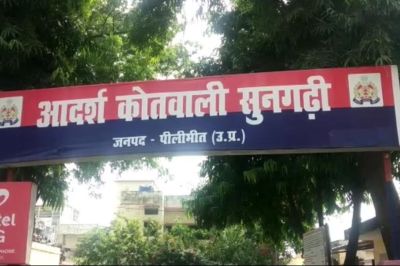 आदर्श कोतवाली सुनगढ़ी
जनपद - पीलीभीत (उ.प्र.)